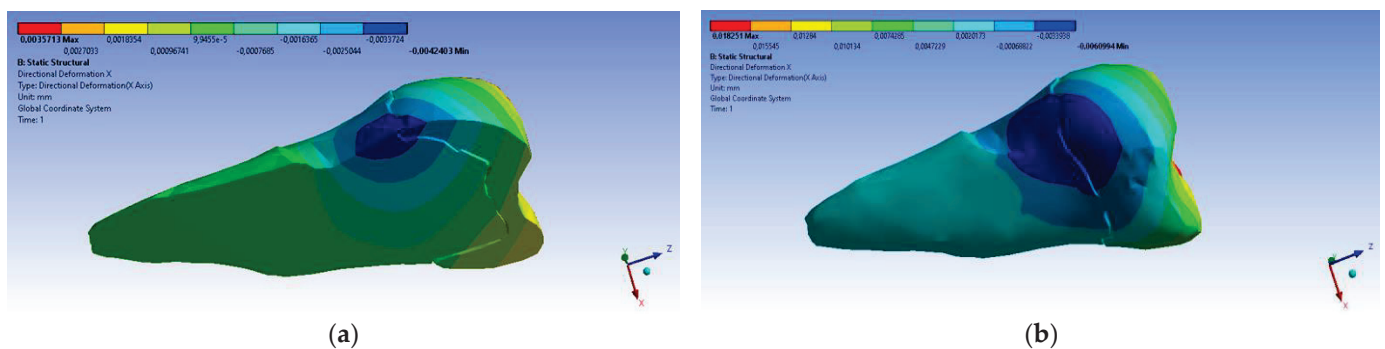 0,0035713 Max
0,0027033
0,0018354
0,00096741
9,9455e-5
-0,0007685
-0,0016365
-0,0025044
-0,0033724
-0,0042403 Min
B: Static Structural
Directional Deformation X
Type: Directional Deformation(X Axis)
Unit: mm
Global Coordinate System
Time: 1
Y
Z
X
(a)
0,018251 Max
0,015545
0,01284
0,010134
0,0074285
0,0047229
0,0020173
-0,00068822
-0,0033938
-0,0060994 Min
B: Static Structural
Directional Deformation X
Type: Directional Deformation(X Axis)
Unit: mm
Global Coordinate System
Time: 1
Y
Z
X
(b)